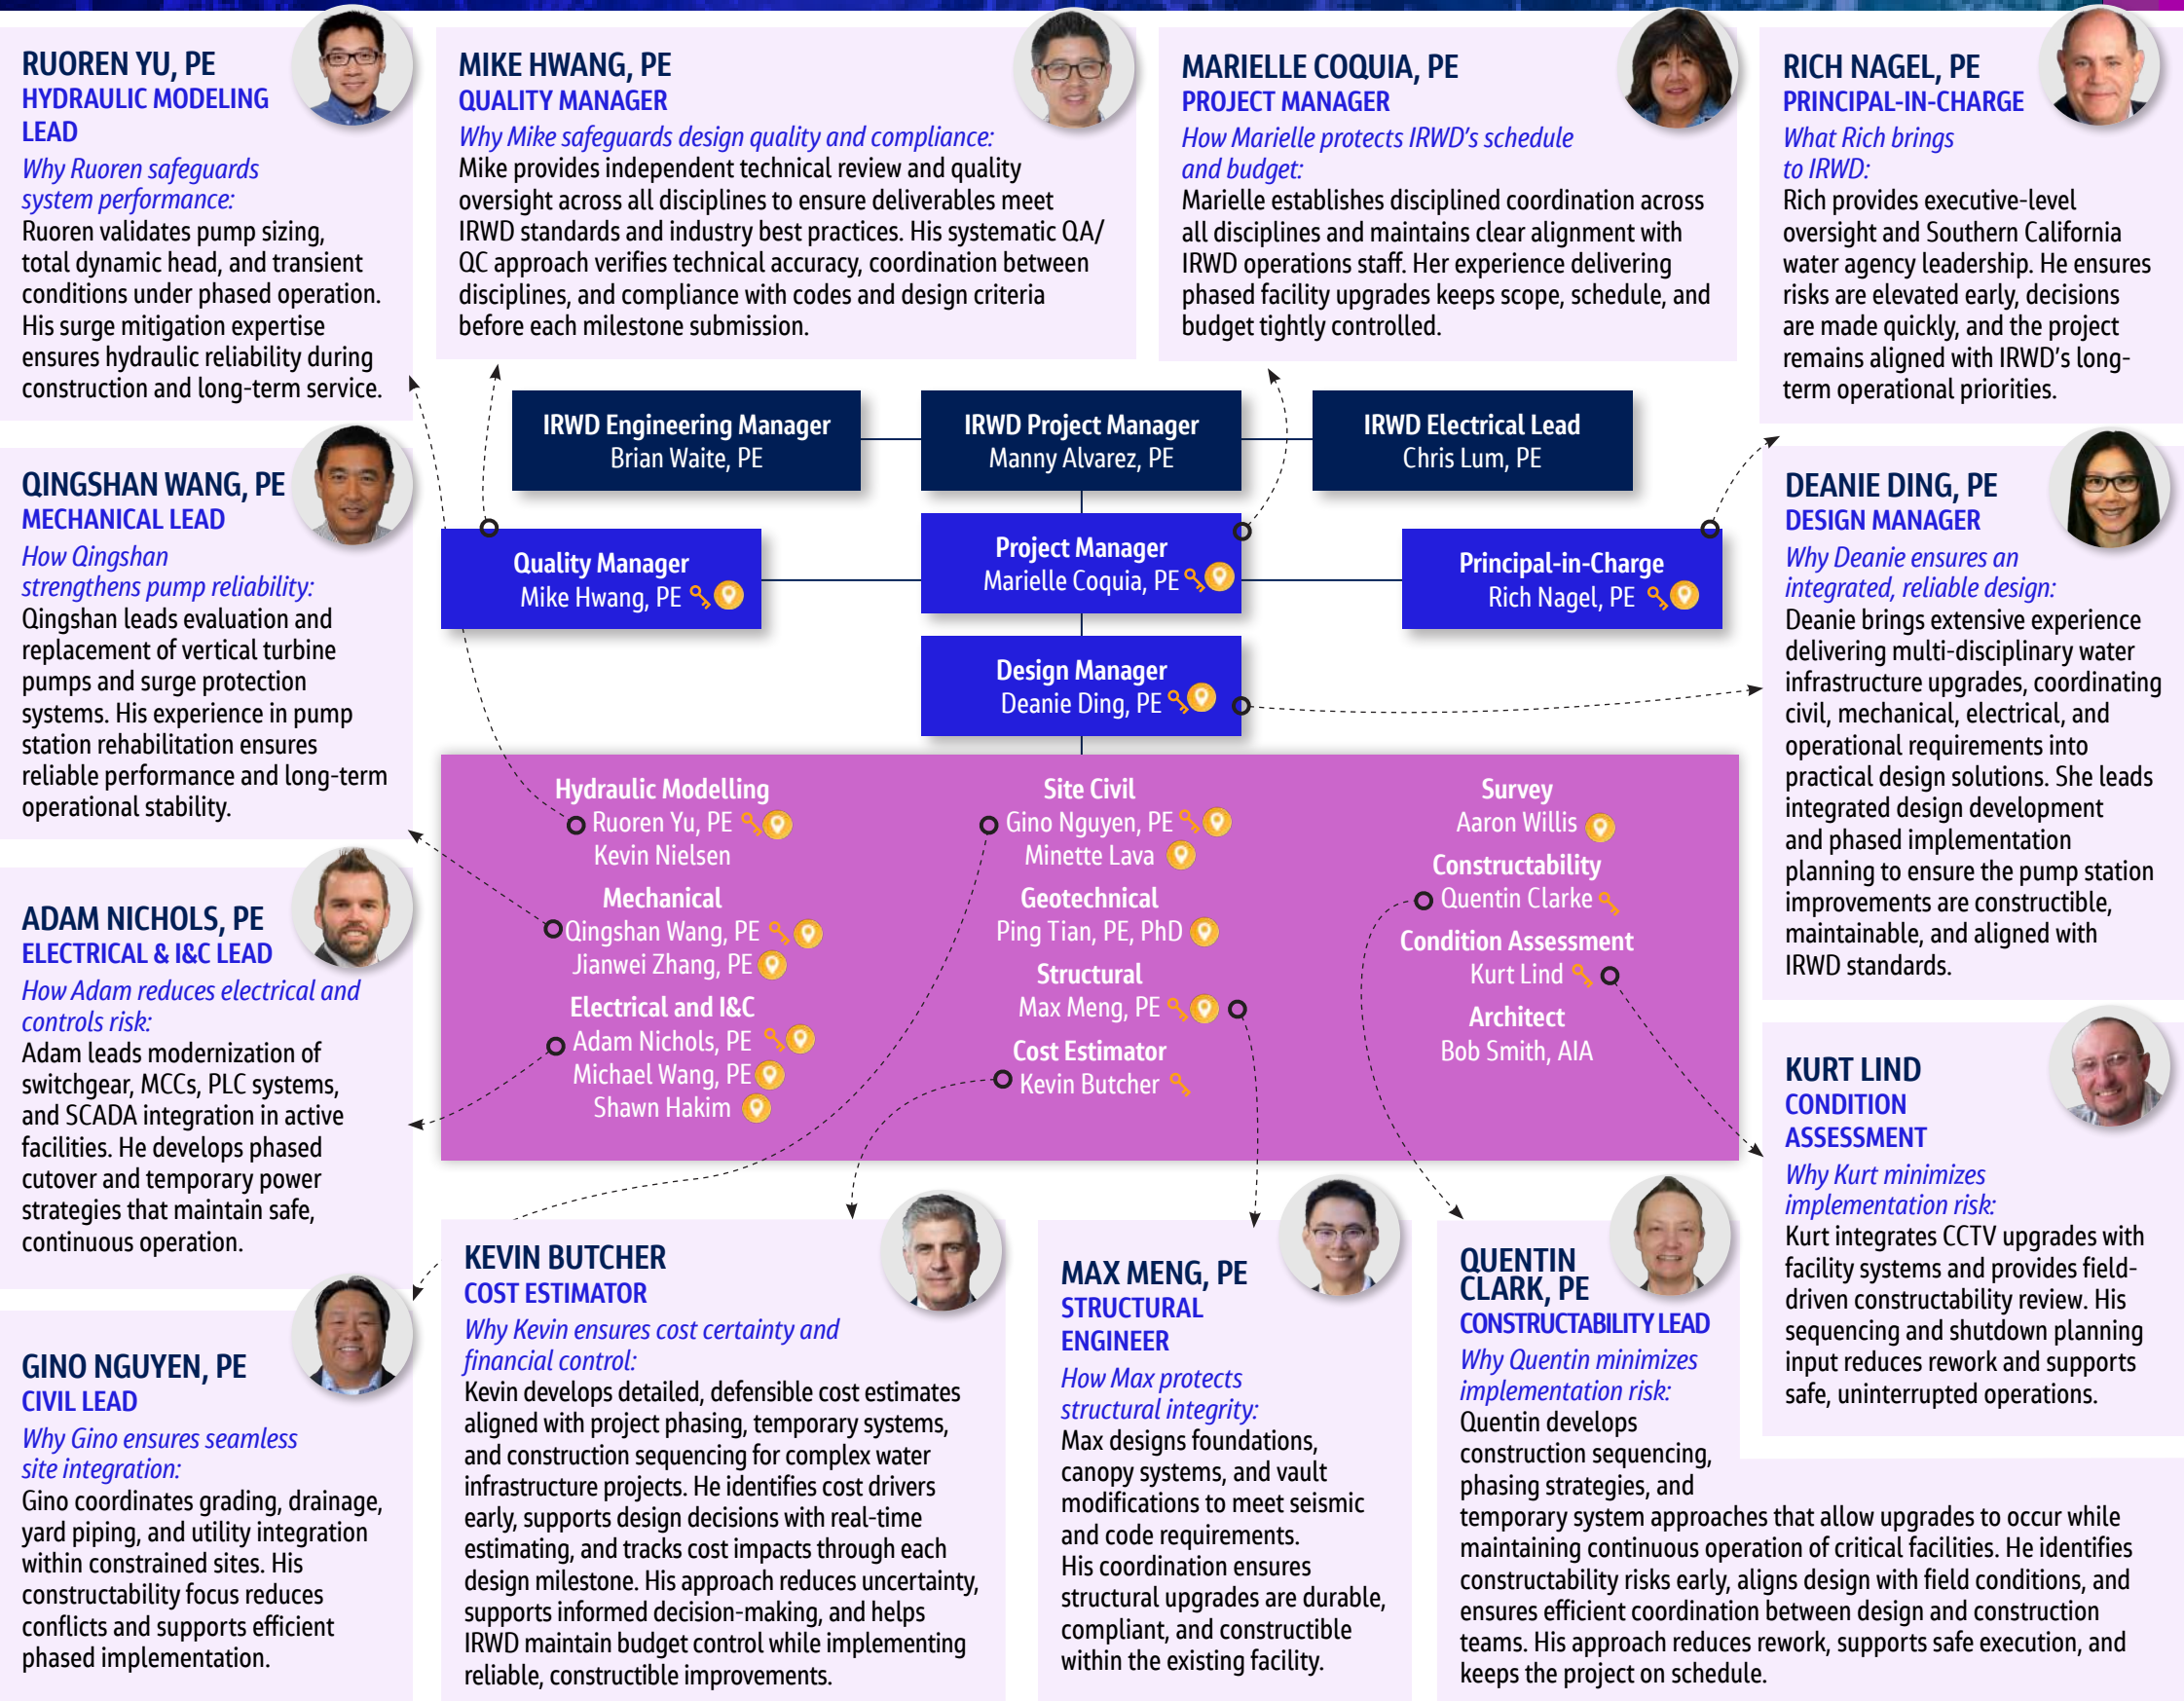 RUOREN YU, PE
HYDRAULIC MODELING
LEAD
Why Ruoren safeguards
system performance:
Ruoren validates pump sizing,
total dynamic head, and transient
conditions under phased operation.
His surge mitigation expertise
ensures hydraulic reliability during
construction and long-term service.
MIKE HWANG, PE
QUALITY MANAGER
Why Mike safeguards design quality and compliance:
Mike provides independent technical review and quality
oversight across all disciplines to ensure deliverables meet
IRWD standards and industry best practices. His systematic QA/
QC approach verifies technical accuracy, coordination between
disciplines, and compliance with codes and design criteria
before each milestone submission.
MARIELLE COQUIA, PE
PROJECT MANAGER
How Marielle protects IRWD's schedule
and budget:
Marielle establishes disciplined coordination across
all disciplines and maintains clear alignment with
IRWD operations staff. Her experience delivering
phased facility upgrades keeps scope, schedule, and
budget tightly controlled.
RICH NAGEL, PE
PRINCIPAL-IN-CHARGE
What Rich brings
to IRWD:
Rich provides executive-level
oversight and Southern California
water agency leadership. He ensures
risks are elevated early, decisions
are made quickly, and the project
remains aligned with IRWD's long-
term operational priorities.
IRWD Engineering Manager
Brian Waite, PE
IRWD Project Manager
Manny Alvarez, PE
IRWD Electrical Lead
Chris Lum, PE
Quality Manager
Mike Hwang, PE
Project Manager
Marielle Coquia, PE
Principal-in-Charge
Rich Nagel, PE
Design Manager
Deanie Ding, PE
Hydraulic Modelling
Ruoren Yu, PE
Kevin Nielsen
Mechanical
Qingshan Wang, PE
Jianwei Zhang, PE
Electrical and I&C
Adam Nichols, PE
Michael Wang, PE
Shawn Hakim
Site Civil
Gino Nguyen, PE
Minette Lava
Geotechnical
Ping Tian, PE, PhD
Structural
Max Meng, PE
Cost Estimator
Kevin Butcher
Survey
Aaron Willis
Constructability
Quentin Clarke
Condition Assessment
Kurt Lind
Architect
Bob Smith, AIA
QINGSHAN WANG, PE
MECHANICAL LEAD
How Qingshan
strengthens pump reliability:
Qingshan leads evaluation and
replacement of vertical turbine
pumps and surge protection
systems. His experience in pump
station rehabilitation ensures
reliable performance and long-term
operational stability.
DEANIE DING, PE
DESIGN MANAGER
Why Deanie ensures an
integrated, reliable design:
Deanie brings extensive experience
delivering multi-disciplinary water
infrastructure upgrades, coordinating
civil, mechanical, electrical, and
operational requirements into
practical design solutions. She leads
integrated design development
and phased implementation
planning to ensure the pump station
improvements are constructible,
maintainable, and aligned with
IRWD standards.
ADAM NICHOLS, PE
ELECTRICAL & I&C LEAD
How Adam reduces electrical and
controls risk:
Adam leads modernization of
switchgear, MCCs, PLC systems,
and SCADA integration in active
facilities. He develops phased
cutover and temporary power
strategies that maintain safe,
continuous operation.
KURT LIND
CONDITION
ASSESSMENT
Why Kurt minimizes
implementation risk:
Kurt integrates CCTV upgrades with
facility systems and provides field-
driven constructability review. His
sequencing and shutdown planning
input reduces rework and supports
safe, uninterrupted operations.
GINO NGUYEN, PE
CIVIL LEAD
Why Gino ensures seamless
site integration:
Gino coordinates grading, drainage,
yard piping, and utility integration
within constrained sites. His
constructability focus reduces
conflicts and supports efficient
phased implementation.
KEVIN BUTCHER
COST ESTIMATOR
Why Kevin ensures cost certainty and
financial control:
Kevin develops detailed, defensible cost estimates
aligned with project phasing, temporary systems,
and construction sequencing for complex water
infrastructure projects. He identifies cost drivers
early, supports design decisions with real-time
estimating, and tracks cost impacts through each
design milestone. His approach reduces uncertainty,
supports informed decision-making, and helps
IRWD maintain budget control while implementing
reliable, constructible improvements.
MAX MENG, PE
STRUCTURAL
ENGINEER
How Max protects
structural integrity:
Max designs foundations,
canopy systems, and vault
modifications to meet seismic
and code requirements.
His coordination ensures
structural upgrades are durable,
compliant, and constructible
within the existing facility.
QUENTIN
CLARK, PE
CONSTRUCTABILITY LEAD
Why Quentin minimizes
implementation risk:
Quentin develops
construction sequencing,
phasing strategies, and
temporary system approaches that allow upgrades to occur while
maintaining continuous operation of critical facilities. He identifies
constructability risks early, aligns design with field conditions, and
ensures efficient coordination between design and construction
teams. His approach reduces rework, supports safe execution, and
keeps the project on schedule.